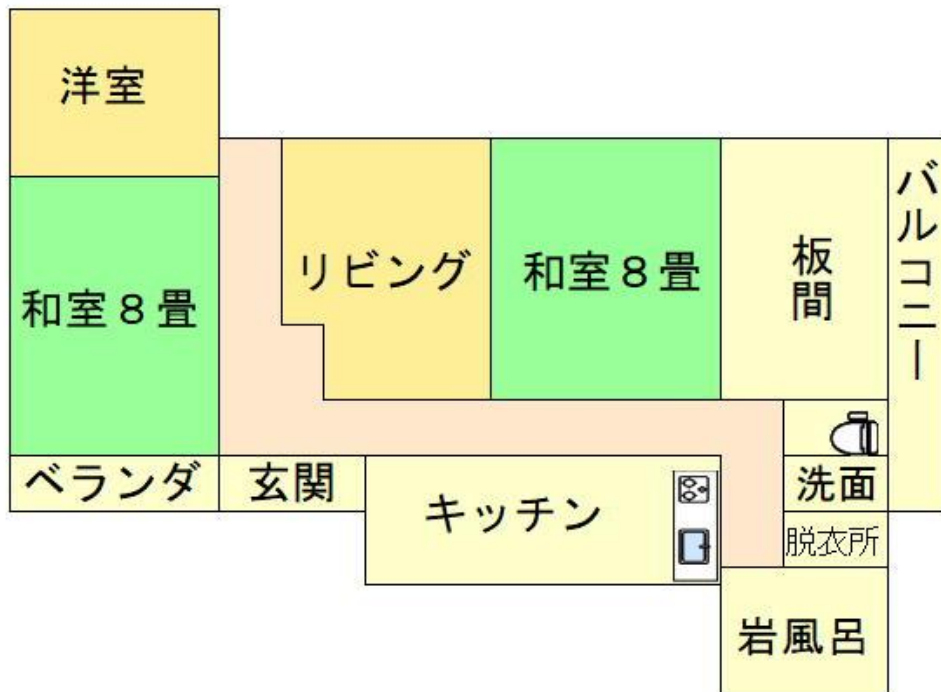 洋室
和室８畳
リビング
和室８畳
板間
バルコニー
ベランダ
玄関
キッチン
洗面
脱衣所
岩風呂